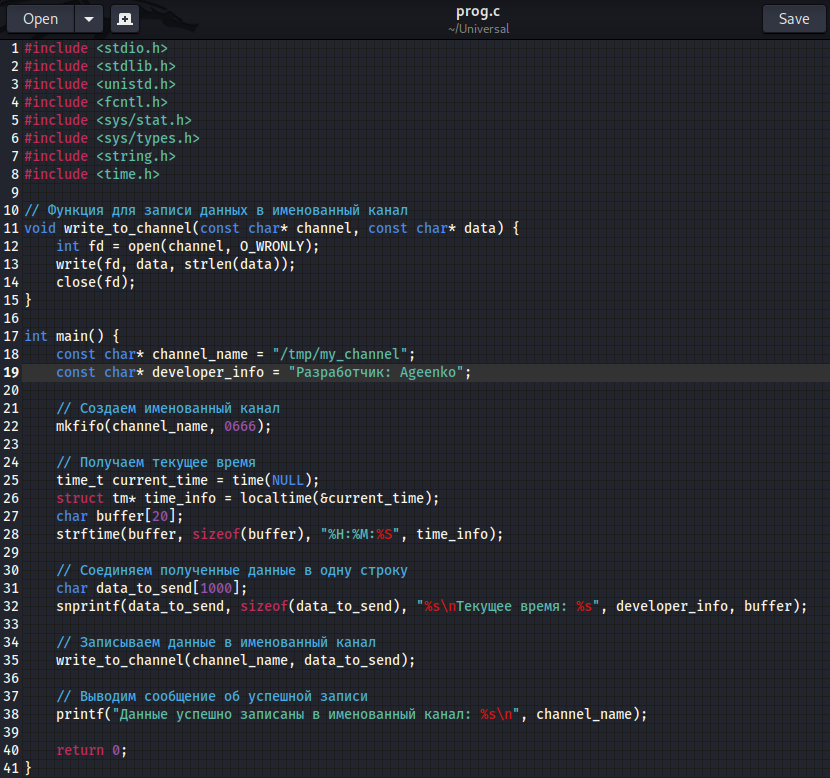 Open
prog.c
~/Universal
Save
1 #include <stdio.h>
2 #include <stdlib.h>
3 #include <unistd.h>
4 #include <fcntl.h>
5 #include <sys/stat.h>
6 #include <sys/types.h>
7 #include <string.h>
8 #include <time.h>
9
10 // Функция для записи данных в именованный канал
11 void write_to_channel(const char* channel, const char* data) {
12     int fd = open(channel, O_WRONLY);
13     write(fd, data, strlen(data));
14     close(fd);
15 }
16
17 int main() {
18     const char* channel_name = "/tmp/my_channel";
19     const char* developer_info = "Разработчик: Ageenko";
20
21     // Создаем именованный канал
22     mkfifo(channel_name, 0666);
23
24     // Получаем текущее время
25     time_t current_time = time(NULL);
26     struct tm* time_info = localtime(&current_time);
27     char buffer[20];
28     strftime(buffer, sizeof(buffer), "%H:%M:%S", time_info);
29
30     // Соединяем полученные данные в одну строку
31     char data_to_send[1000];
32     snprintf(data_to_send, sizeof(data_to_send), "%s\nТекущее время: %s", developer_info, buffer);
33
34     // Записываем данные в именованный канал
35     write_to_channel(channel_name, data_to_send);
36
37     // Выводим сообщение об успешной записи
38     printf("Данные успешно записаны в именованный канал: %s\n", channel_name);
39
40     return 0;
41 }